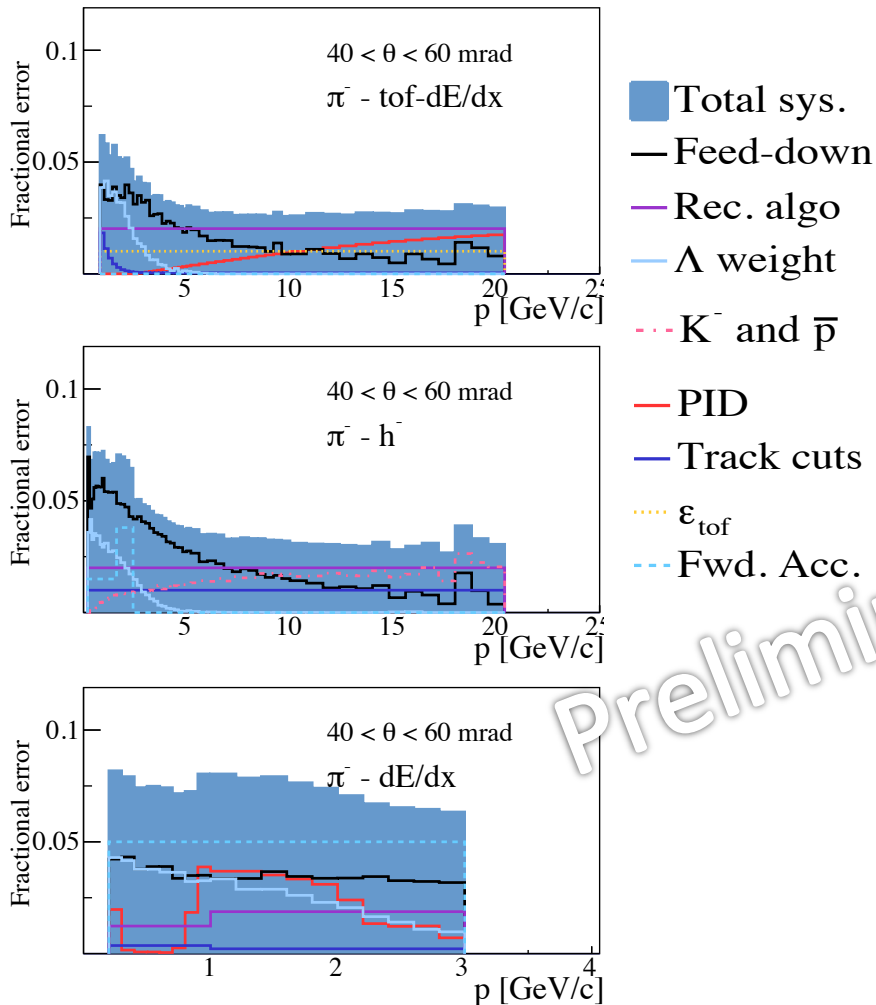 Fractional error
0.1
0.05
40 < θ < 60 mrad
π⁻ - tof-dE/dx
5
10
15
20
25
p [GeV/c]
Total sys.
Feed-down
Rec. algo
Λ weight
K⁻ and p̅
PID
Track cuts
ε_tof
Fwd. Acc.
Fractional error
0.1
0.05
40 < θ < 60 mrad
π⁻ - h⁻
5
10
15
20
25
p [GeV/c]
Prelimi
Fractional error
0.1
0.05
40 < θ < 60 mrad
π⁻ - dE/dx
1
2
3
4
p [GeV/c]